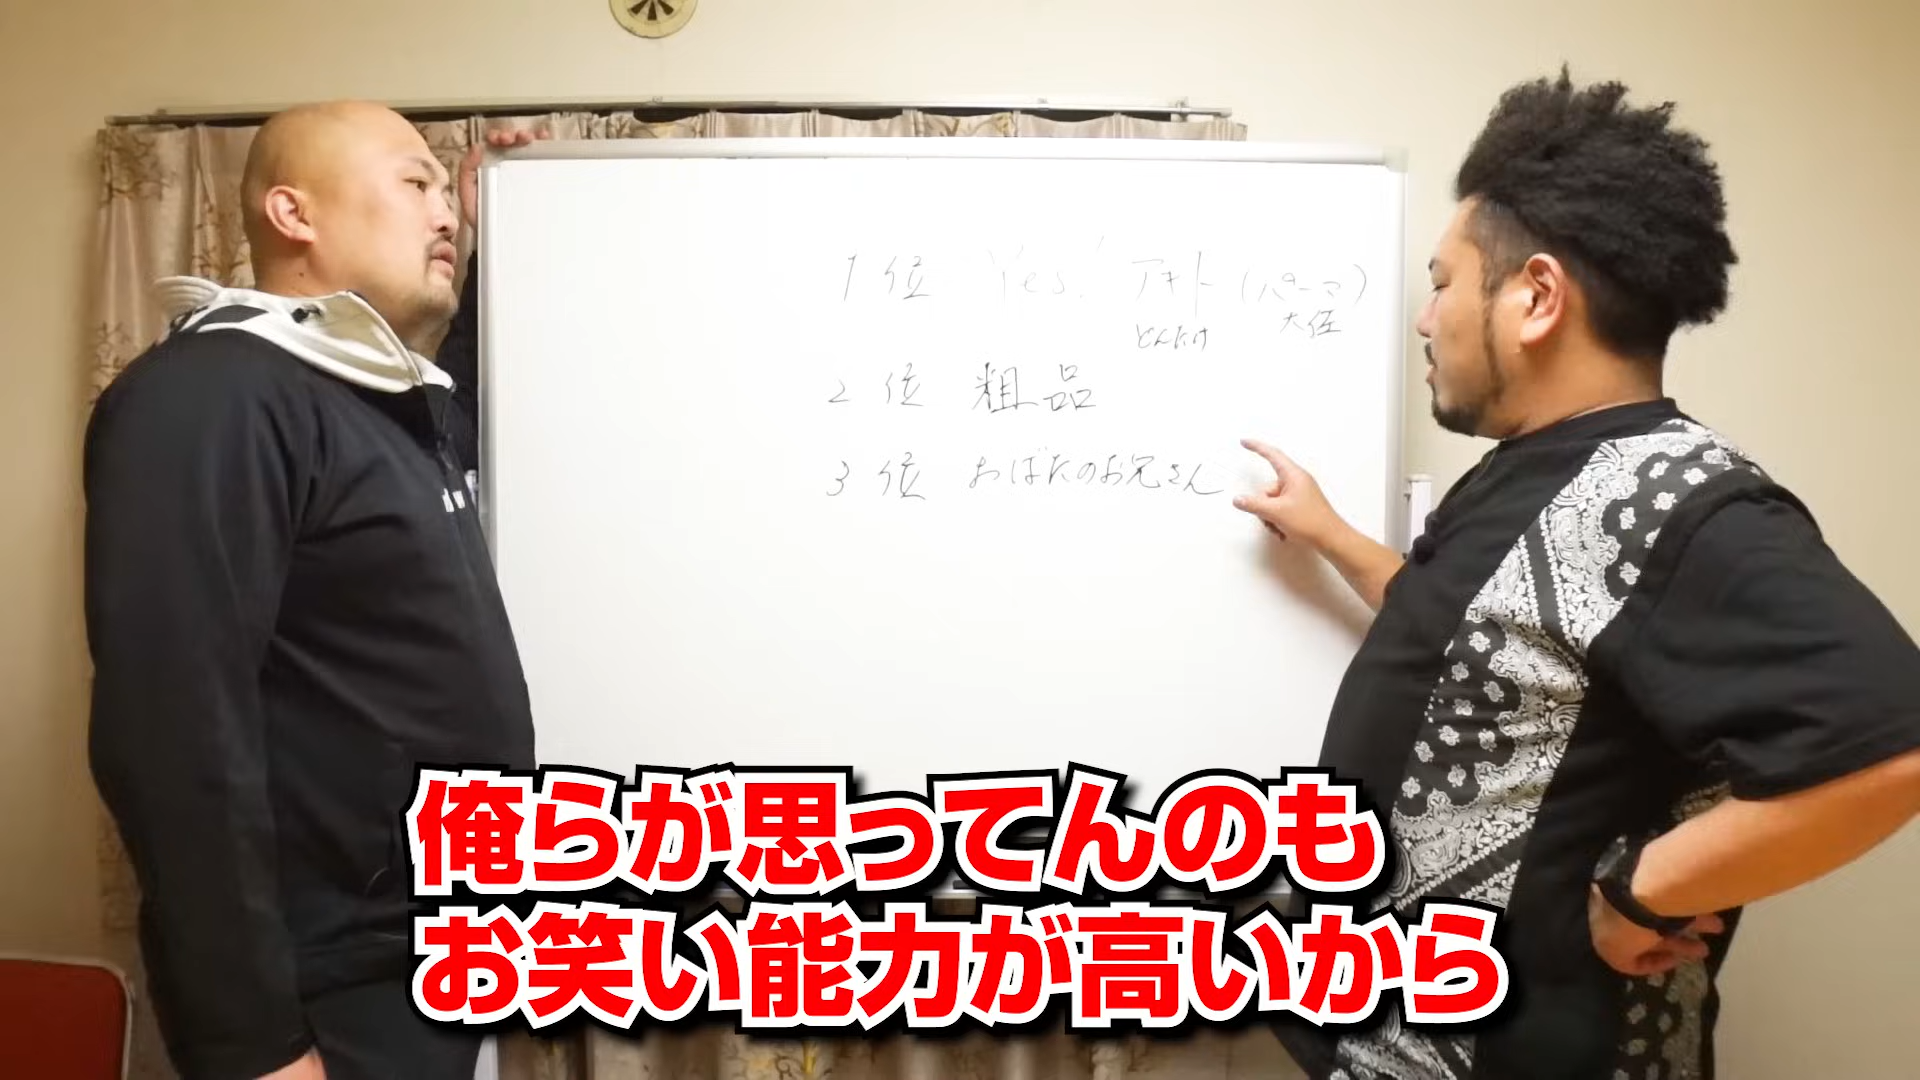 1位 Yes!アキト(パーマ)
どんたけ 大佐
2位 粗品
3位 おばたのお兄さん
俺らが思ってんのも
お笑い能力が高いから